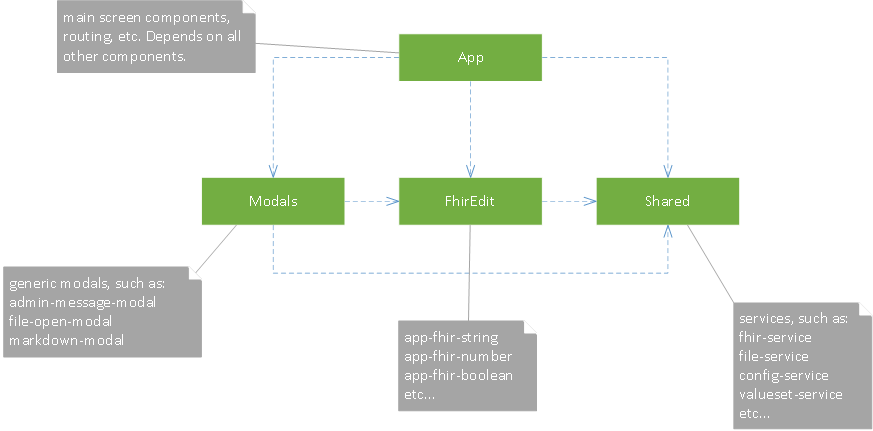 main screen components,
routing, etc. Depends on all
other components.
App
Modals
FhirEdit
Shared
generic modals, such as:
admin-message-modal
file-open-modal
markdown-modal
app-fhir-string
app-fhir-number
app-fhir-boolean
etc...
services, such as:
fhir-service
file-service
config-service
valueset-service
etc...